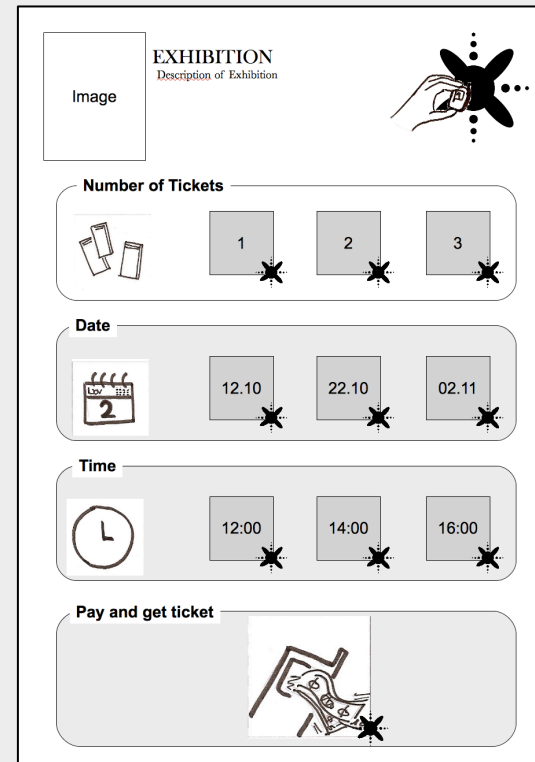 Image
EXHIBITION
Description of Exhibition
Number of Tickets
1 2 3
Date
2
12.10 22.10 02.11
Time
12:00 14:00 16:00
Pay and get ticket